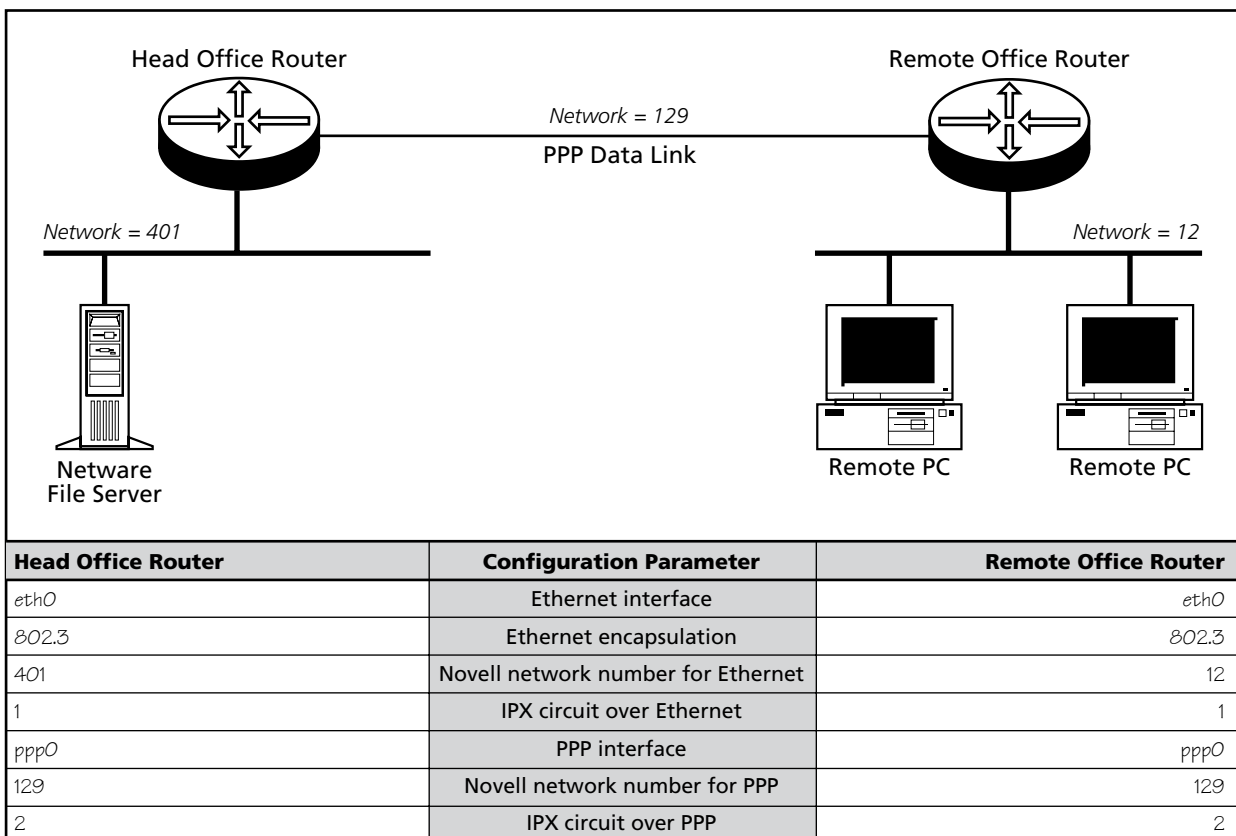 Head Office Router
Remote Office Router
Network = 129
PPP Data Link
Network = 401
Network = 12
Netware
File Server
Remote PC
Remote PC
Head Office Router Configuration Parameter Remote Office Router
eth0 Ethernet interface eth0
802.3 Ethernet encapsulation 802.3
401 Novell network number for Ethernet 12
1 IPX circuit over Ethernet 1
ppp0 PPP interface ppp0
129 Novell network number for PPP 129
2 IPX circuit over PPP 2